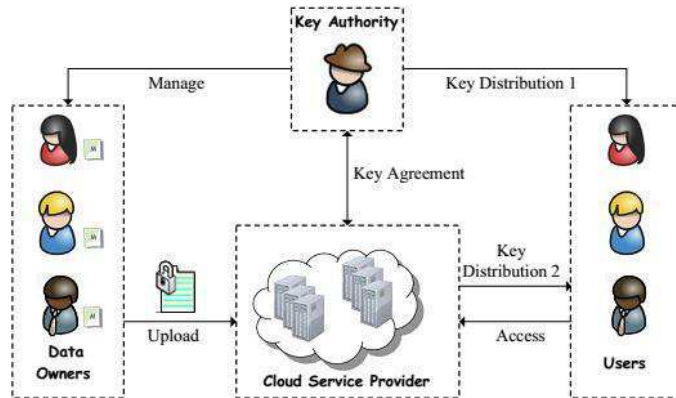 Key Authority
Manage
Key Distribution 1
Key Agreement
Key
Distribution 2
Upload
Access
Data
Owners
Cloud Service Provider
Users